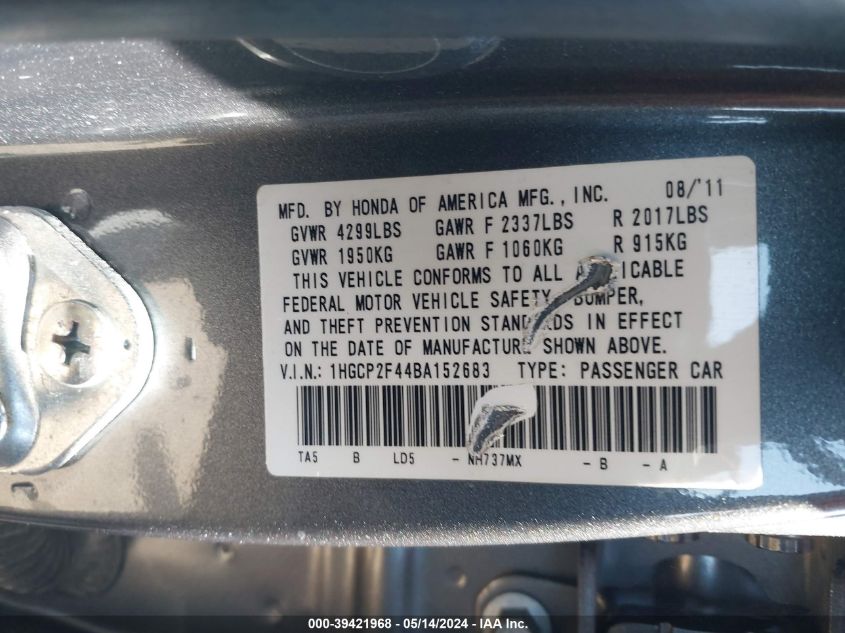 MFD. BY HONDA OF AMERICA MFG., INC. 08/'11
GVWR 4299LBS GAWR F 2337LBS R 2017LBS
GVWR 1950KG GAWR F 1060KG R 915KG
THIS VEHICLE CONFORMS TO ALL
FEDERAL MOTOR VEHICLE SAFETY
AND THEFT PREVENTION IN EFFECT
ON THE DATE OF SHOWN ABOVE.
V.I.N.: 1HGCP2F44BA152683 TYPE: PASSENGER CAR
TA5 B LD5 - NH737MX - B - A
000-39421968 - 05/14/2024 - IAA Inc.